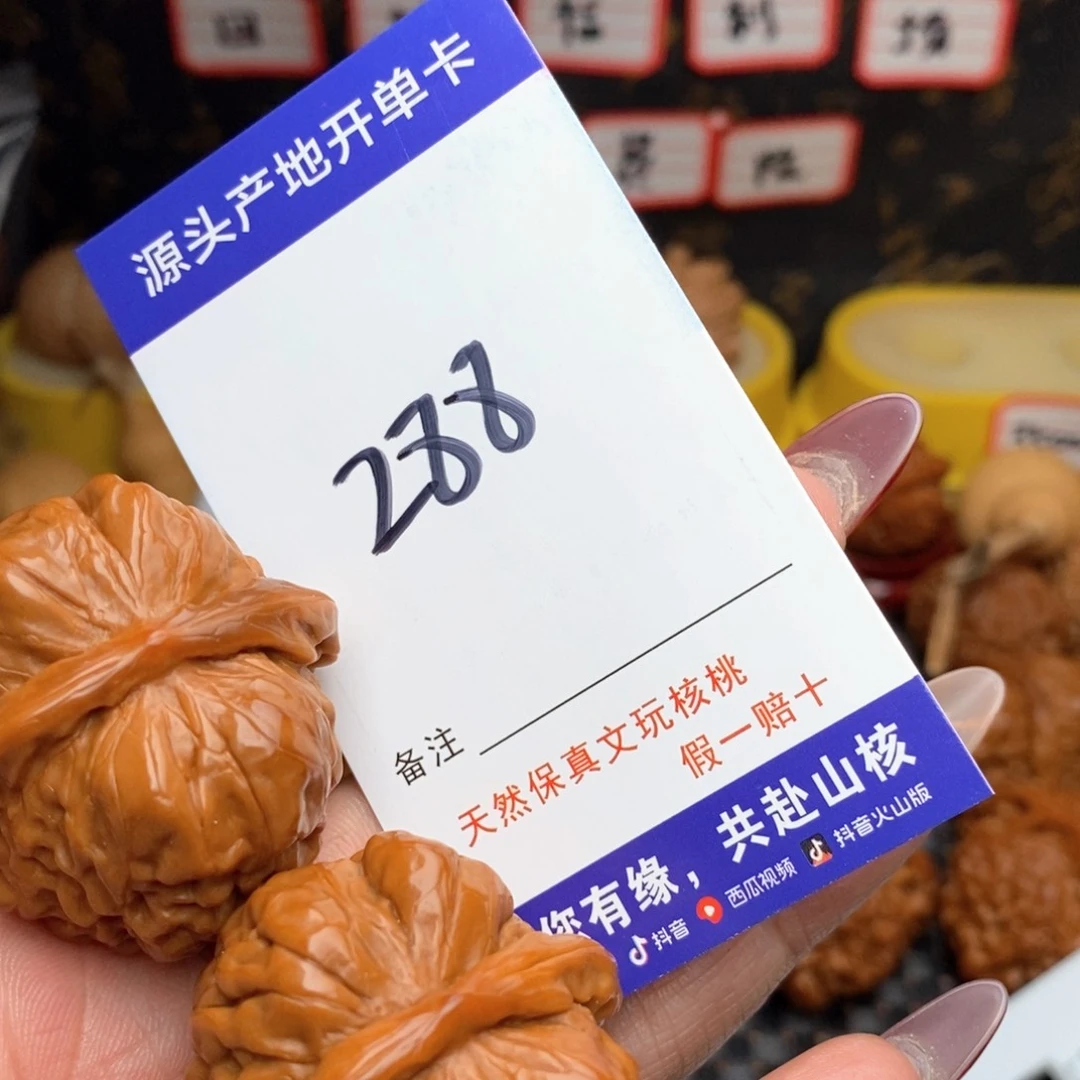 源头产地开单卡
288
备注
天然保真文玩核桃
假一赔十
你有缘，共赴山核
抖音 西瓜视频 抖音火山版